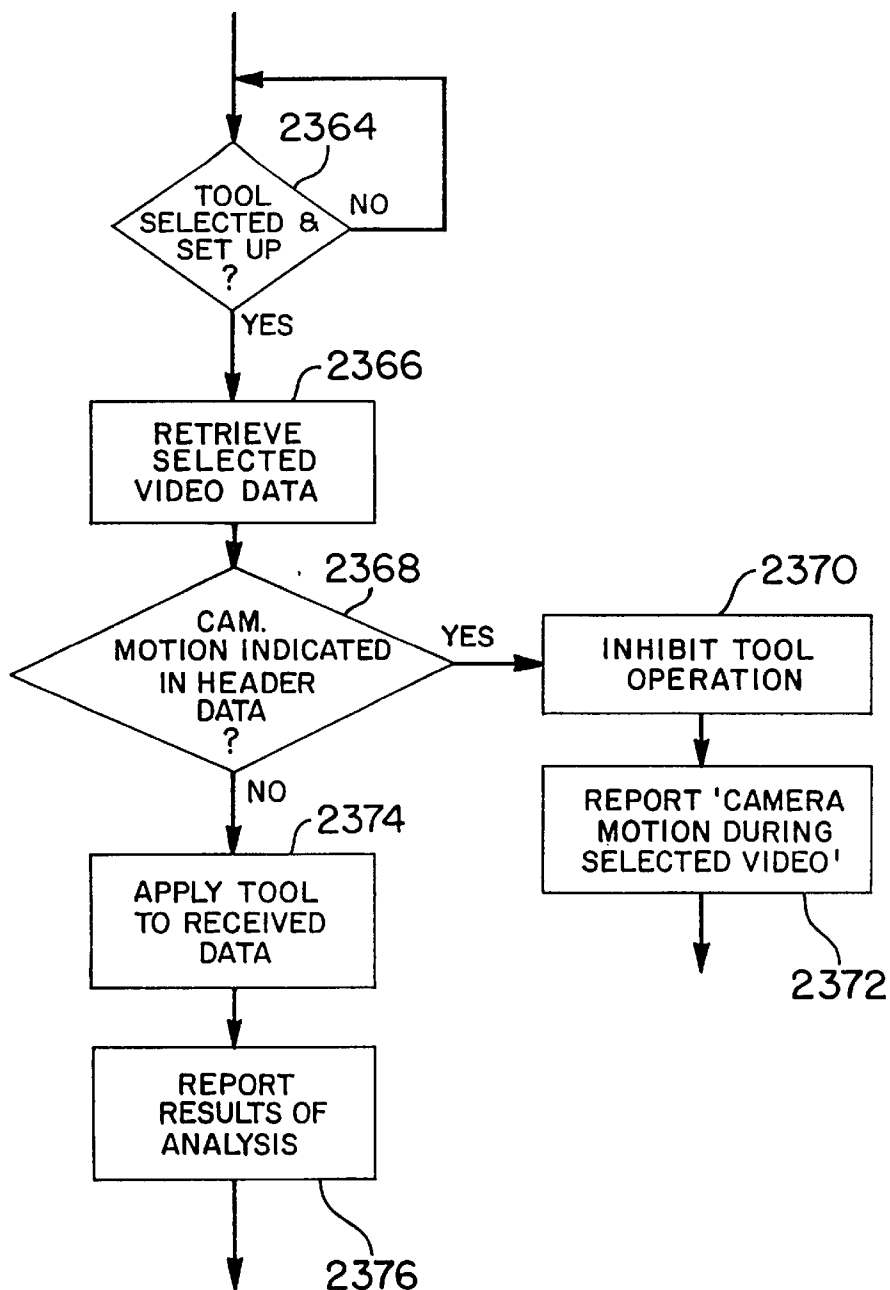 2364
TOOL
SELECTED &
SET UP
?
NO
YES
2366
RETRIEVE
SELECTED
VIDEO DATA
2368
CAM.
MOTION INDICATED
IN HEADER
DATA
?
YES
2370
INHIBIT TOOL
OPERATION
NO
REPORT 'CAMERA
MOTION DURING
SELECTED VIDEO'
2372
2374
APPLY TOOL
TO RECEIVED
DATA
REPORT
RESULTS OF
ANALYSIS
2376